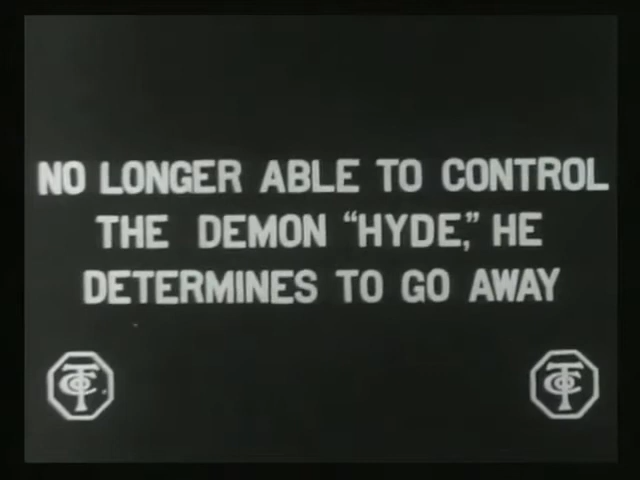 NO LONGER ABLE TO CONTROL
THE DEMON “HYDE,” HE
DETERMINES TO GO AWAY